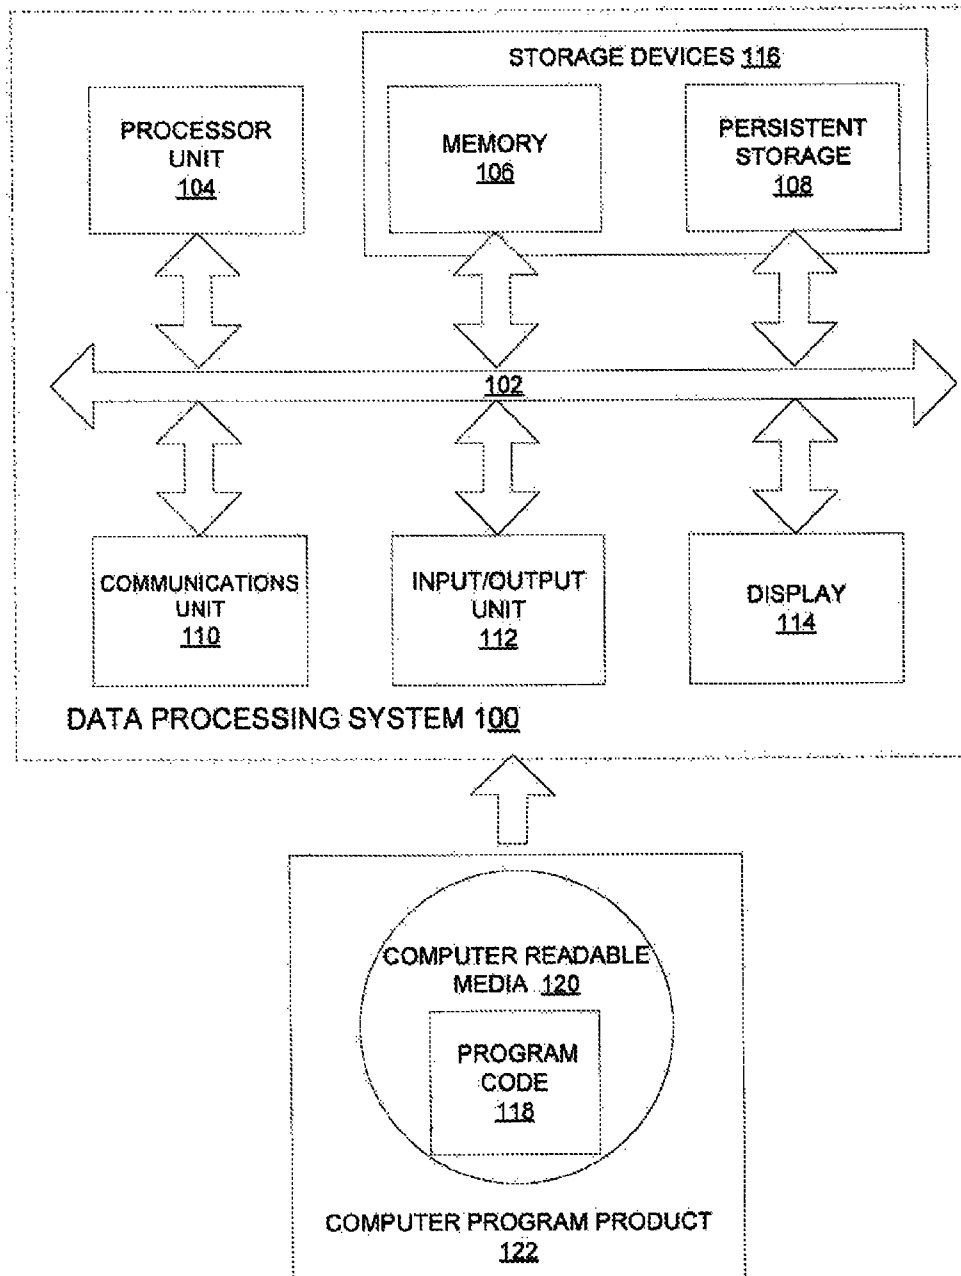 STORAGE DEVICES 116
PROCESSOR
UNIT
104
MEMORY
106
PERSISTENT
STORAGE
108
102
COMMUNICATIONS
UNIT
110
INPUT/OUTPUT
UNIT
112
DISPLAY
114
DATA PROCESSING SYSTEM 100
COMPUTER READABLE
MEDIA 120
PROGRAM
CODE
118
COMPUTER PROGRAM PRODUCT
122